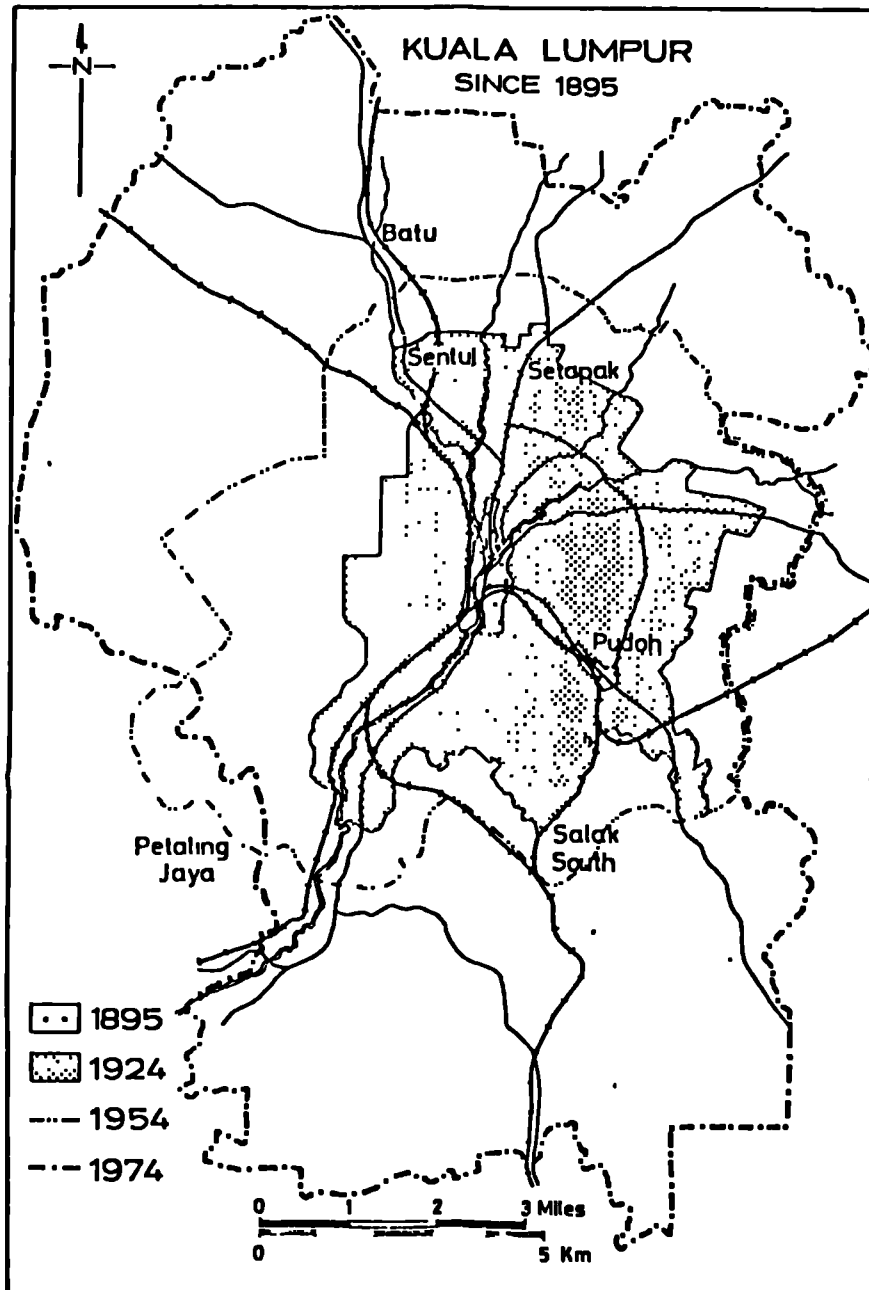 KUALA LUMPUR
SINCE 1895
N
Batu
Sentul
Setapak
Pudoh
Petaling
Jaya
Salak
South
1895
1924
1954
1974
0 1 2 3 Miles
0 5 Km